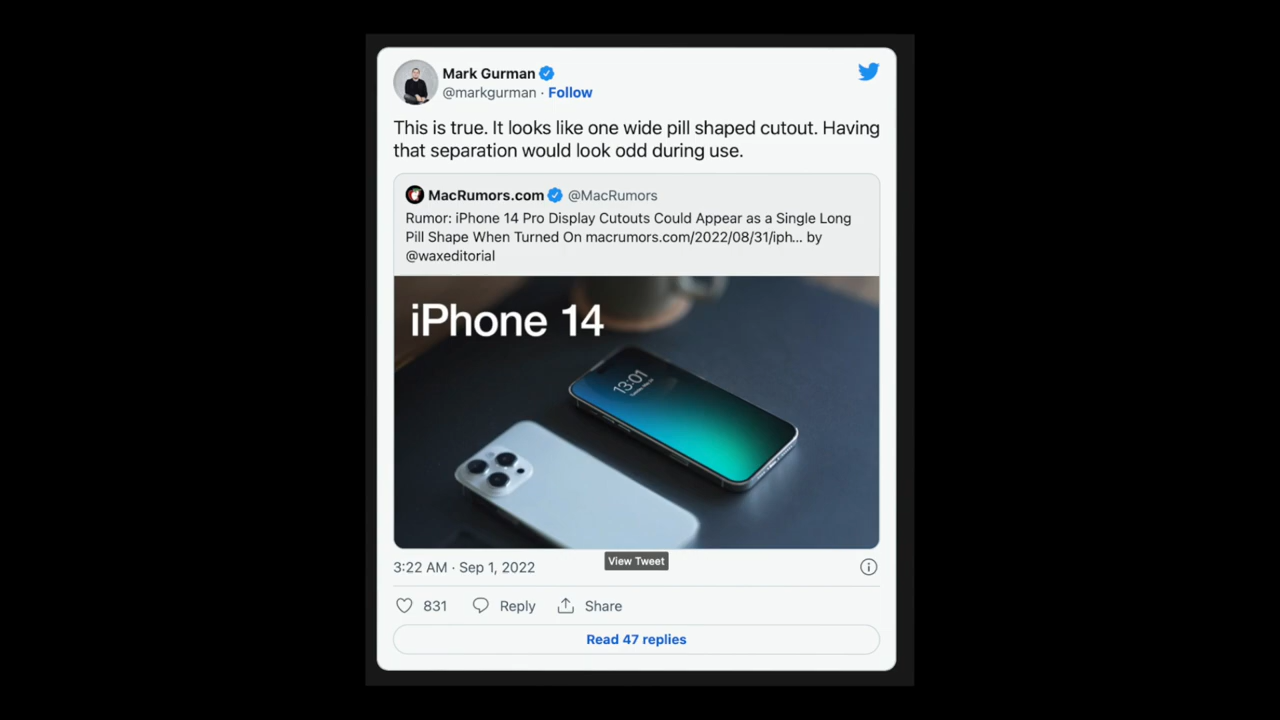 Mark Gurman
@markgurman · Follow
This is true. It looks like one wide pill shaped cutout. Having
that separation would look odd during use.
MacRumors.com @MacRumors
Rumor: iPhone 14 Pro Display Cutouts Could Appear as a Single Long
Pill Shape When Turned On macrumors.com/2022/08/31/iph... by
@waxeditorial
iPhone 14
13:01
View Tweet
3:22 AM · Sep 1, 2022
831 Reply Share
Read 47 replies